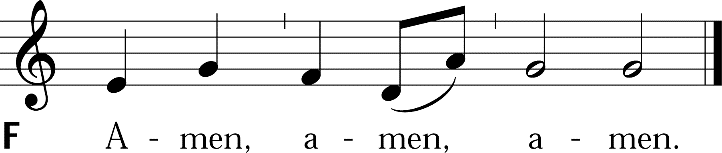 F A - men, a - men, a - men.